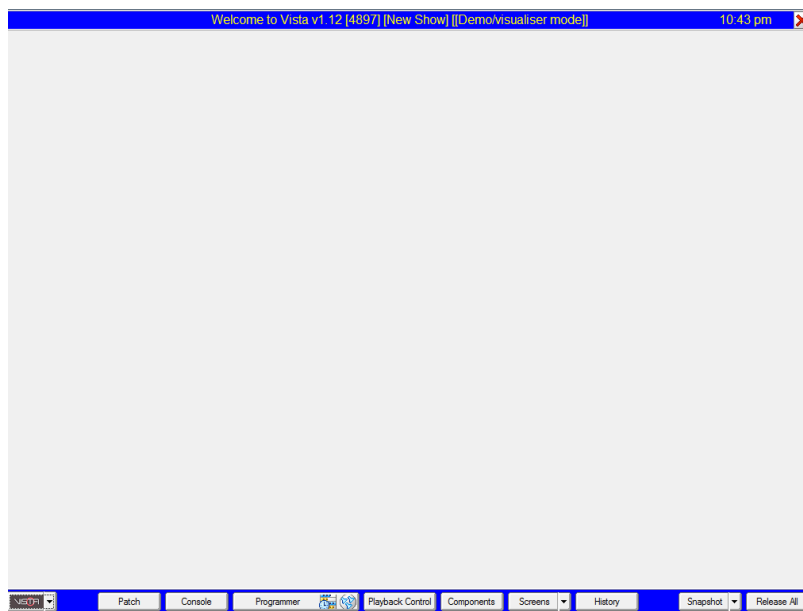 Welcome to Vista v1.12 [4897] [New Show] [[Demo/visualiser mode]] 10:43 pm
VISTA Patch Console Programmer Playback Control Components Screens History Snapshot Release All